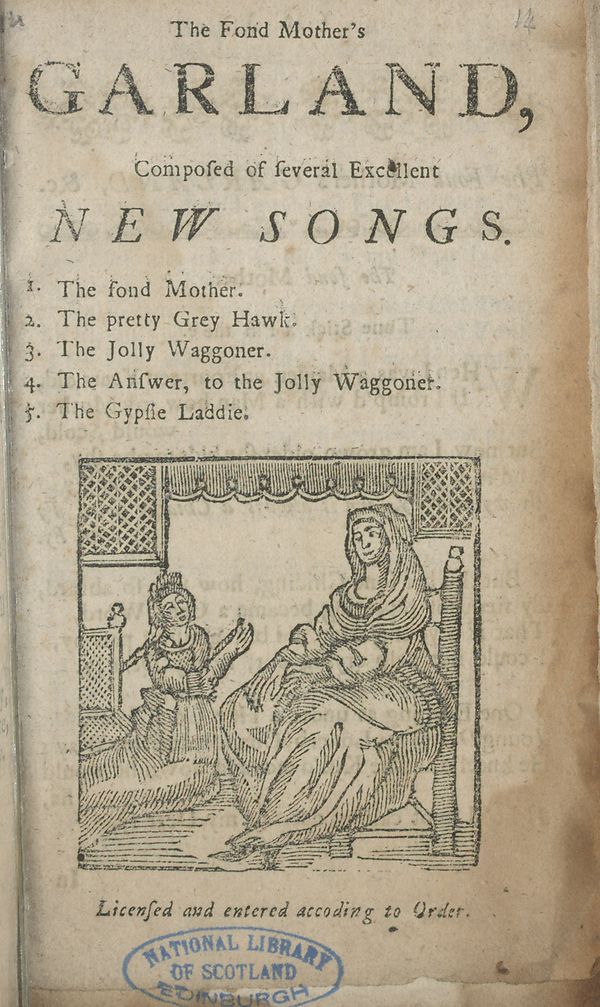 14
The Fond Mother's
GARLAND,
Compoſed of ſeveral Excellent
NEW SONGS.
1. The fond Mother.
2. The pretty Grey Hawk.
3. The Jolly Waggoner.
4. The Anſwer, to the Jolly Waggoner.
5. The Gypſie Laddie.
Licenſed and entered accoding to Order.
NATIONAL LIBRARY
OF SCOTLAND
EDINBURGH